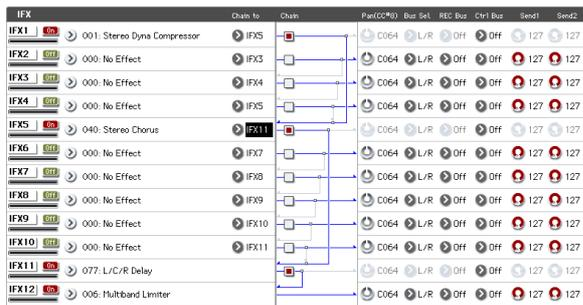 IFX Chain to Chain Pan(CC#8) Bus Sel. REC Bus Ctrl Bus Send1 Send2
IFX1 On 001: Stereo Dyna Compressor IFX5 C064 L/R Off Off 127 127
IFX2 Off 000: No Effect IFX3 C064 L/R Off Off 127 127
IFX3 Off 000: No Effect IFX4 C064 L/R Off Off 127 127
IFX4 Off 000: No Effect IFX5 C064 L/R Off Off 127 127
IFX5 On 040: Stereo Chorus IFX11 C064 L/R Off Off 127 127
IFX6 Off 000: No Effect IFX7 C064 L/R Off Off 127 127
IFX7 Off 000: No Effect IFX8 C064 L/R Off Off 127 127
IFX8 Off 000: No Effect IFX9 C064 L/R Off Off 127 127
IFX9 Off 000: No Effect IFX10 C064 L/R Off Off 127 127
IFX10 Off 000: No Effect IFX11 C064 L/R Off Off 127 127
IFX11 On 077: L/C/R Delay C064 L/R Off Off 127 127
IFX12 On 006: Multiband Limiter C064 L/R Off Off 127 127